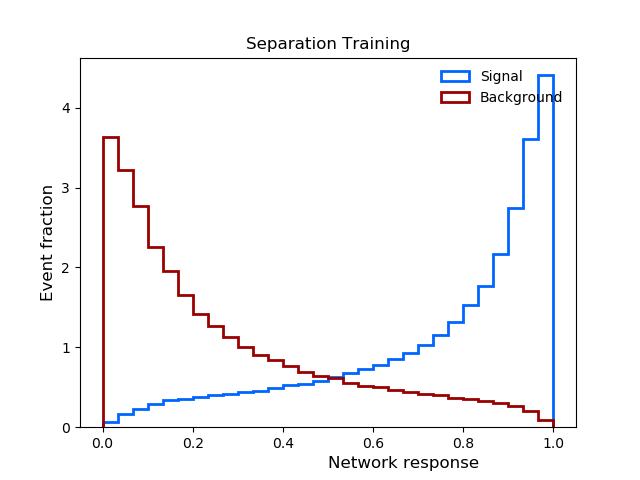 Separation Training
Signal
Background
Event fraction
4
3
2
1
0
0.0 0.2 0.4 0.6 0.8 1.0
Network response